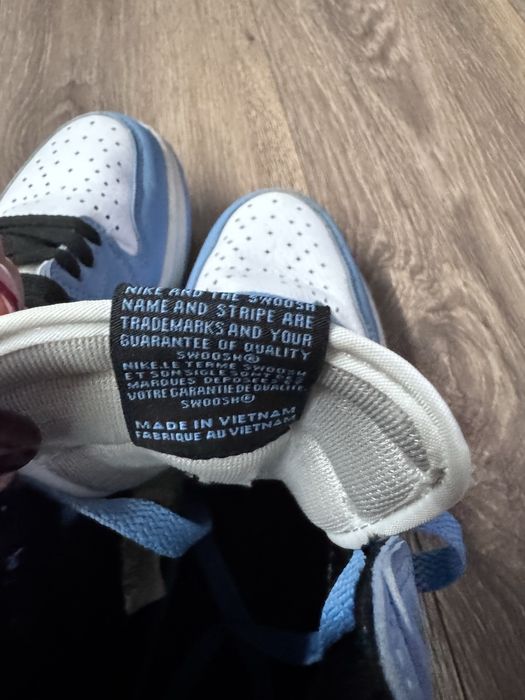 NIKE AND THE SWOOSH
NAME AND STRIPE ARE
TRADEMARKS AND YOUR
GUARANTEE OF QUALITY
SWOOSH®
NIKE,LE TERME SWOOSH
ET SON SIGLE SONT DES
MARQUES DEPOSEES ET
VOTRE GARANTIE DE QUALITE
SWOOSH®
MADE IN VIETNAM
FABRIQUE AU VIETNAM